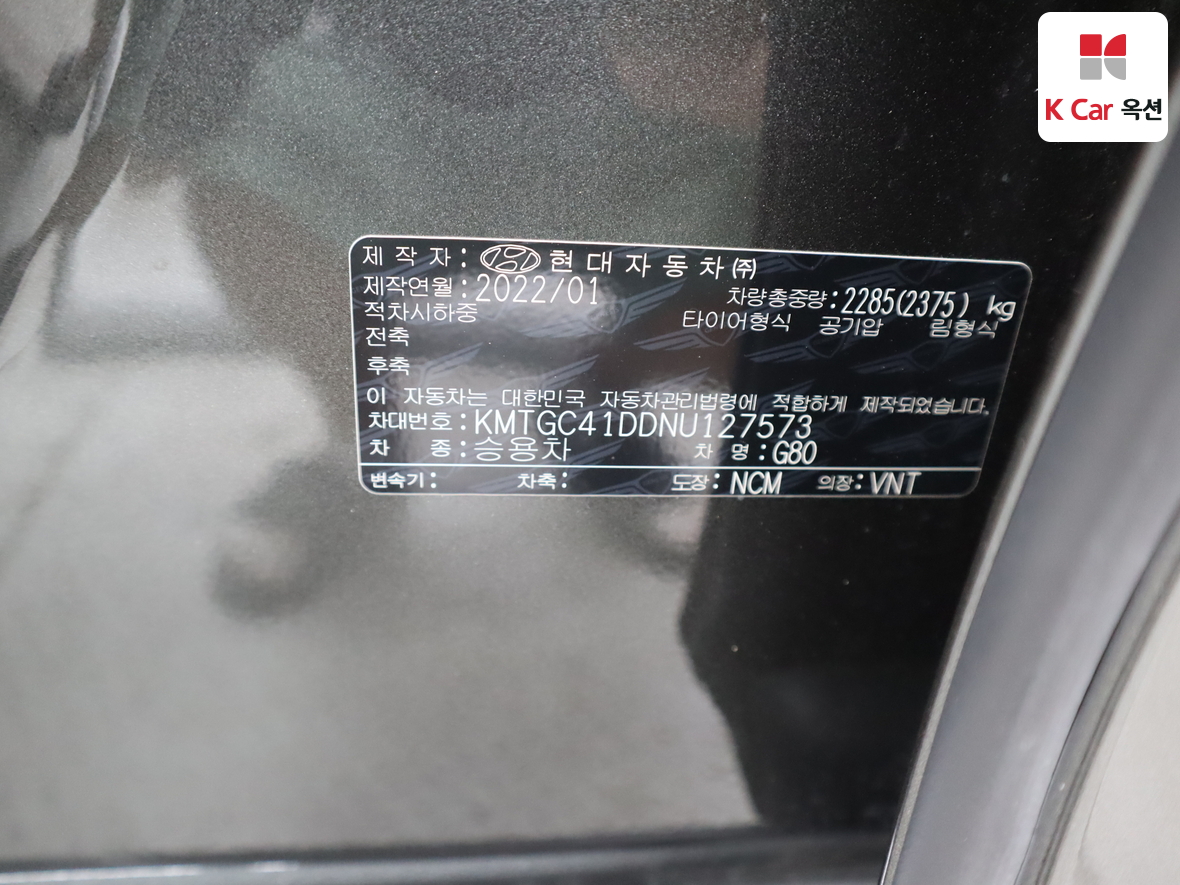 K Car 옥션
제 작 자 : 현 대 자 동 차 ㈜
제작연월 : 2022/01 차량총중량 : 2285(2375) kg
적차시하중 타이어형식 공기압 림형식
전축
후축
이 자동차는 대한민국 자동차관리법령에 적합하게 제작되었습니다.
차대번호 : KMTGC41DDNU127573
차 종 : 승용차 차 명 : G80
변속기 : 차축 : 도장 : NCM 의장 : VNT